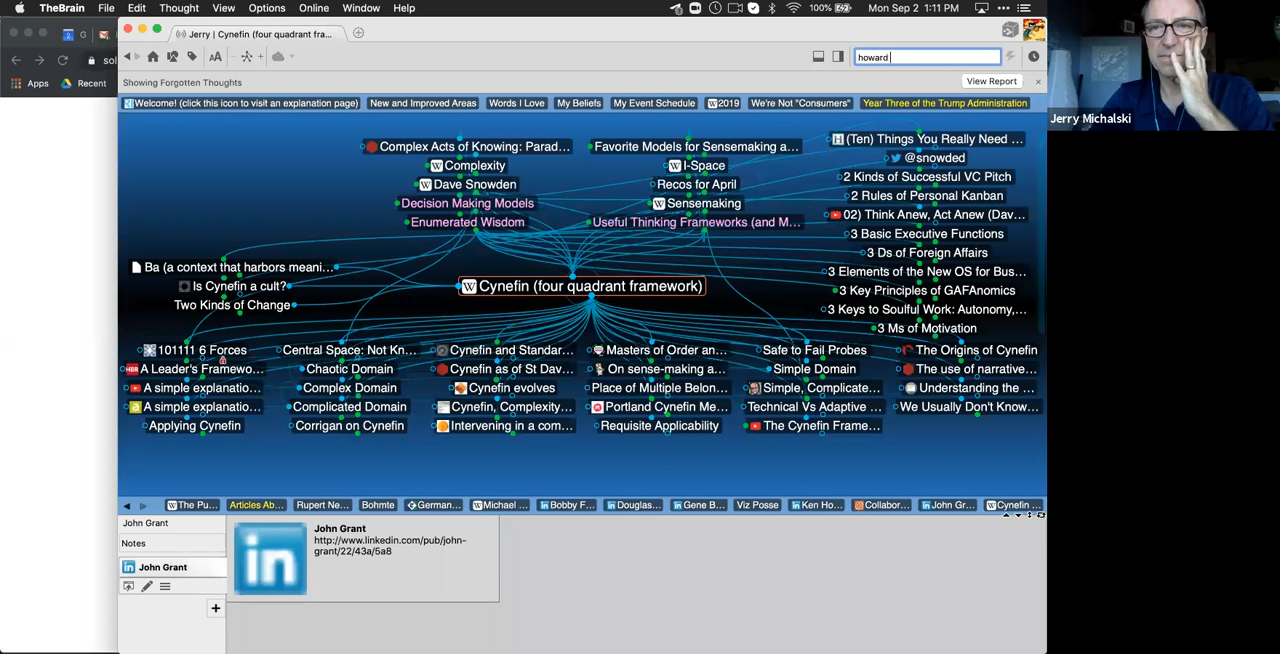 TheBrain File Edit Thought View Options Online Window Help 100% Mon Sep 2 1:11 PM
Jerry | Cynefin (four quadrant fra...
G
sol
Apps Recent
AA
howard
Showing Forgotten Thoughts
View Report
Welcome! (click this icon to visit an explanation page) New and Improved Areas Words I Love My Beliefs My Event Schedule 2019 We're Not "Consumers" Year Three of the Trump Administration
Jerry Michalski
Complex Acts of Knowing: Parad...
Complexity
Dave Snowden
Decision Making Models
Enumerated Wisdom
Favorite Models for Sensemaking a...
I-Space
Recos for April
Sensemaking
Useful Thinking Frameworks (and M...
(Ten) Things You Really Need ...
@snowded
2 Kinds of Successful VC Pitch
2 Rules of Personal Kanban
02) Think Anew, Act Anew (Dav...
3 Basic Executive Functions
3 Ds of Foreign Affairs
3 Elements of the New OS for Bus...
3 Key Principles of GAFAnomics
3 Keys to Soulful Work: Autonomy,...
3 Ms of Motivation
Ba (a context that harbors meani...
Is Cynefin a cult?
Two Kinds of Change
Cynefin (four quadrant framework)
101111 6 Forces
A Leader's Framewo...
A simple explanatio...
A simple explanatio...
Applying Cynefin
Central Space: Not Kn...
Chaotic Domain
Complex Domain
Complicated Domain
Corrigan on Cynefin
Cynefin and Standar...
Cynefin as of St Dav...
Cynefin evolves
Cynefin, Complexity...
Intervening in a com...
Masters of Order an...
On sense-making a...
Place of Multiple Belon...
Portland Cynefin Me...
Requisite Applicability
Safe to Fail Probes
Simple Domain
Simple, Complicate...
Technical Vs Adaptive ...
The Cynefin Frame...
The Origins of Cynefin
The use of narrative...
Understanding the ...
We Usually Don't Know...
The Pu... Articles Ab... Rupert Ne... Bohmte German... Michael ... Bobby F... Douglas... Gene B... Viz Posse Ken Ho... Collabor... John Gr... Cynefin ...
John Grant
Notes
John Grant
in
John Grant
http://www.linkedin.com/pub/john-
grant/22/43a/5a8